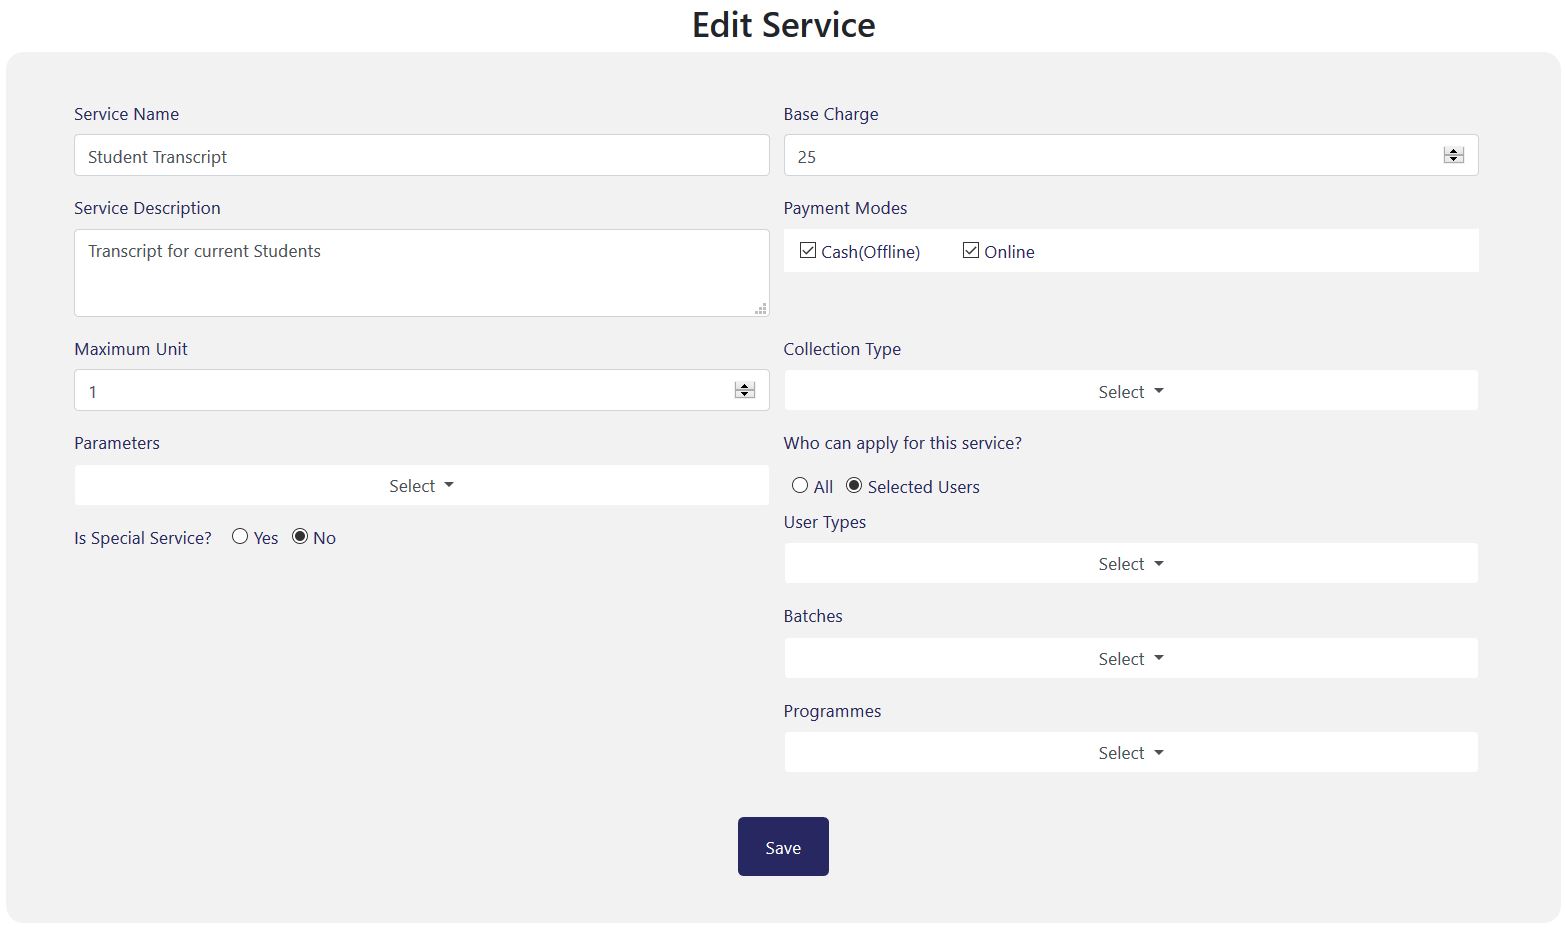 Edit Service
Service Name
Student Transcript
Base Charge
25
Service Description
Transcript for current Students
Payment Modes
Cash(Offline) Online
Maximum Unit
1
Collection Type
Select
Parameters
Select
Who can apply for this service?
All Selected Users
Is Special Service? Yes No
User Types
Select
Batches
Select
Programmes
Select
Save